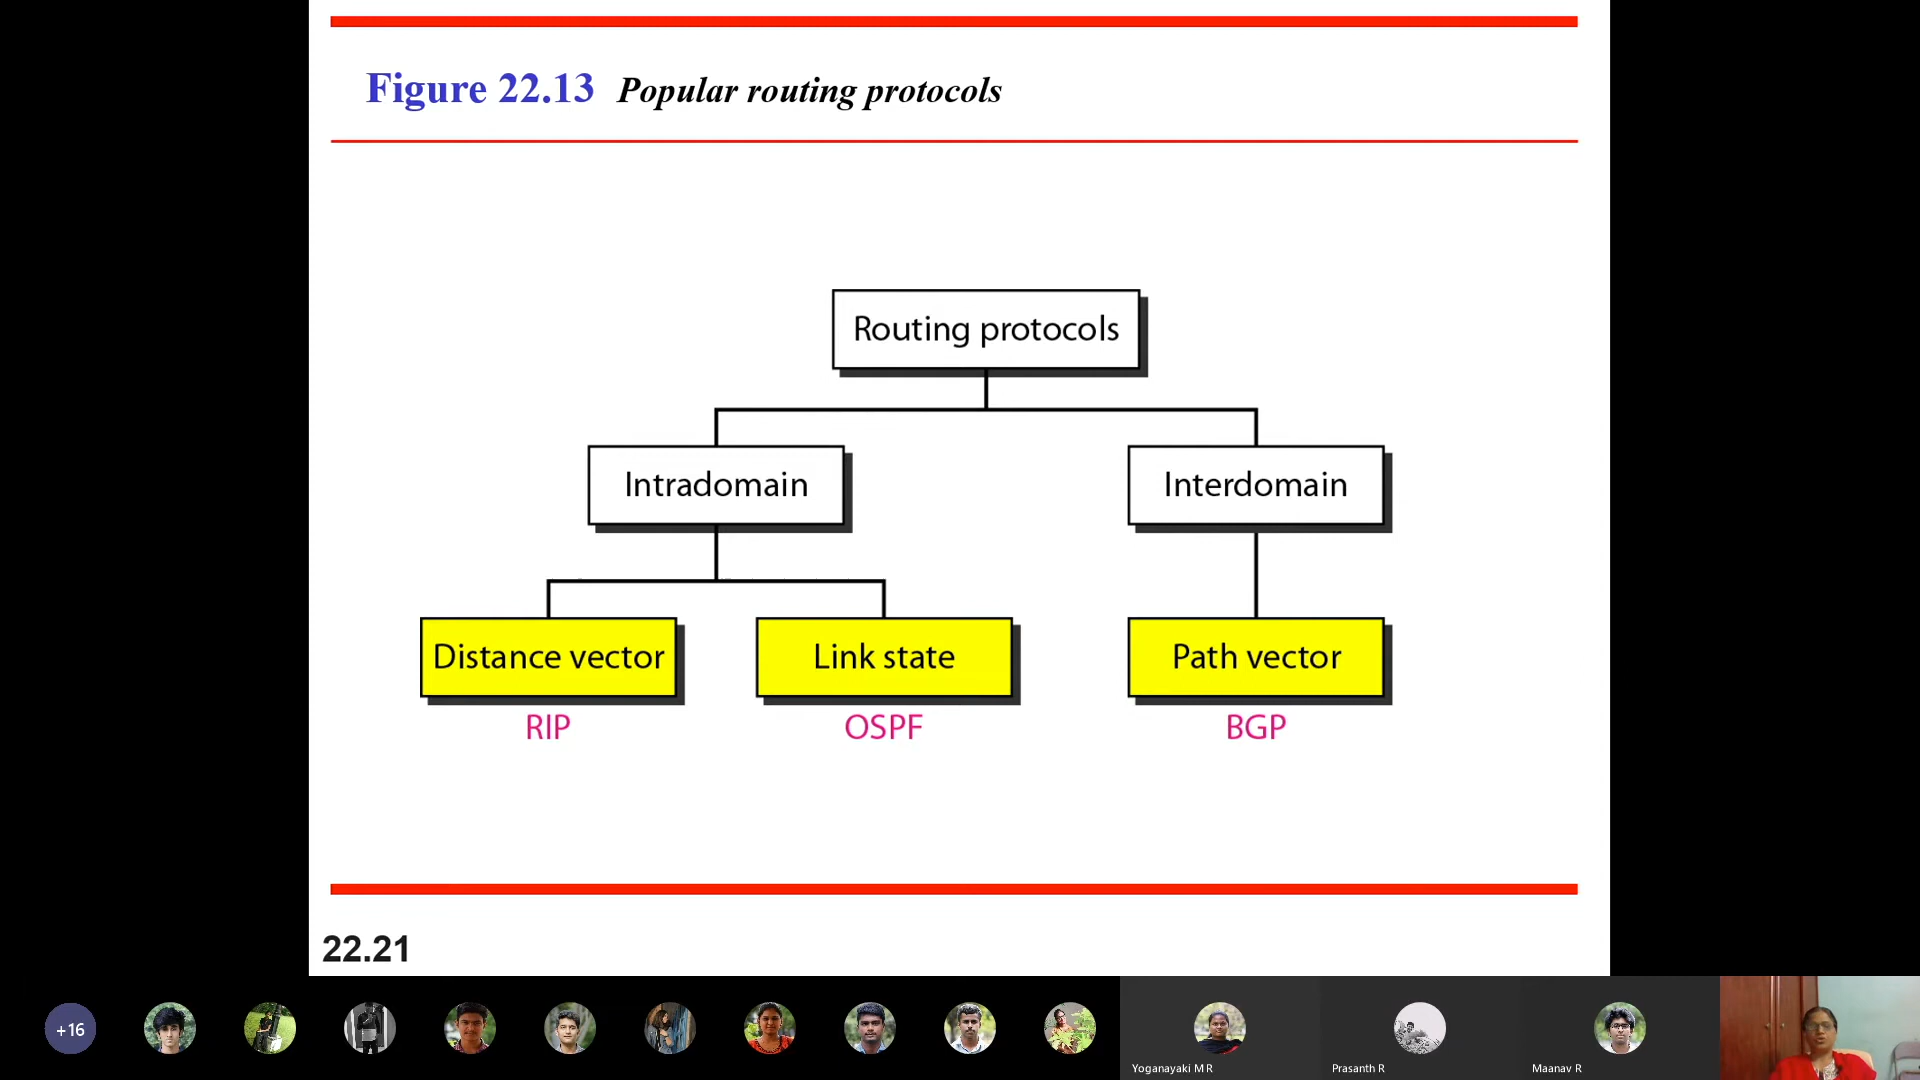 Figure 22.13 Popular routing protocols
Routing protocols
Intradomain
Interdomain
Distance vector
Link state
Path vector
RIP
OSPF
BGP
22.21
+16
Yoganayaki M R
Prasanth R
Maanav R